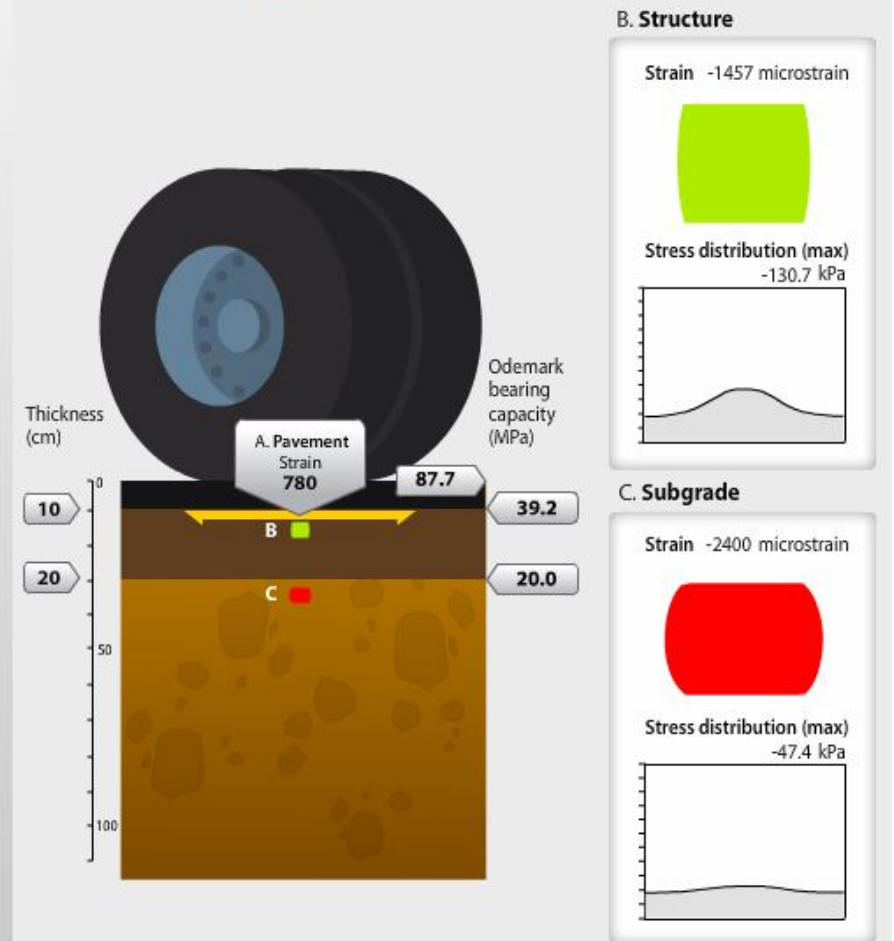 B. Structure
Strain -1457 microstrain
Stress distribution (max)
-130.7 kPa
Odemark
bearing
capacity
(MPa)
Thickness
(cm)
A. Pavement
Strain
780
87.7
0
10
39.2
B
20
20.0
C
50
100
C. Subgrade
Strain -2400 microstrain
Stress distribution (max)
-47.4 kPa